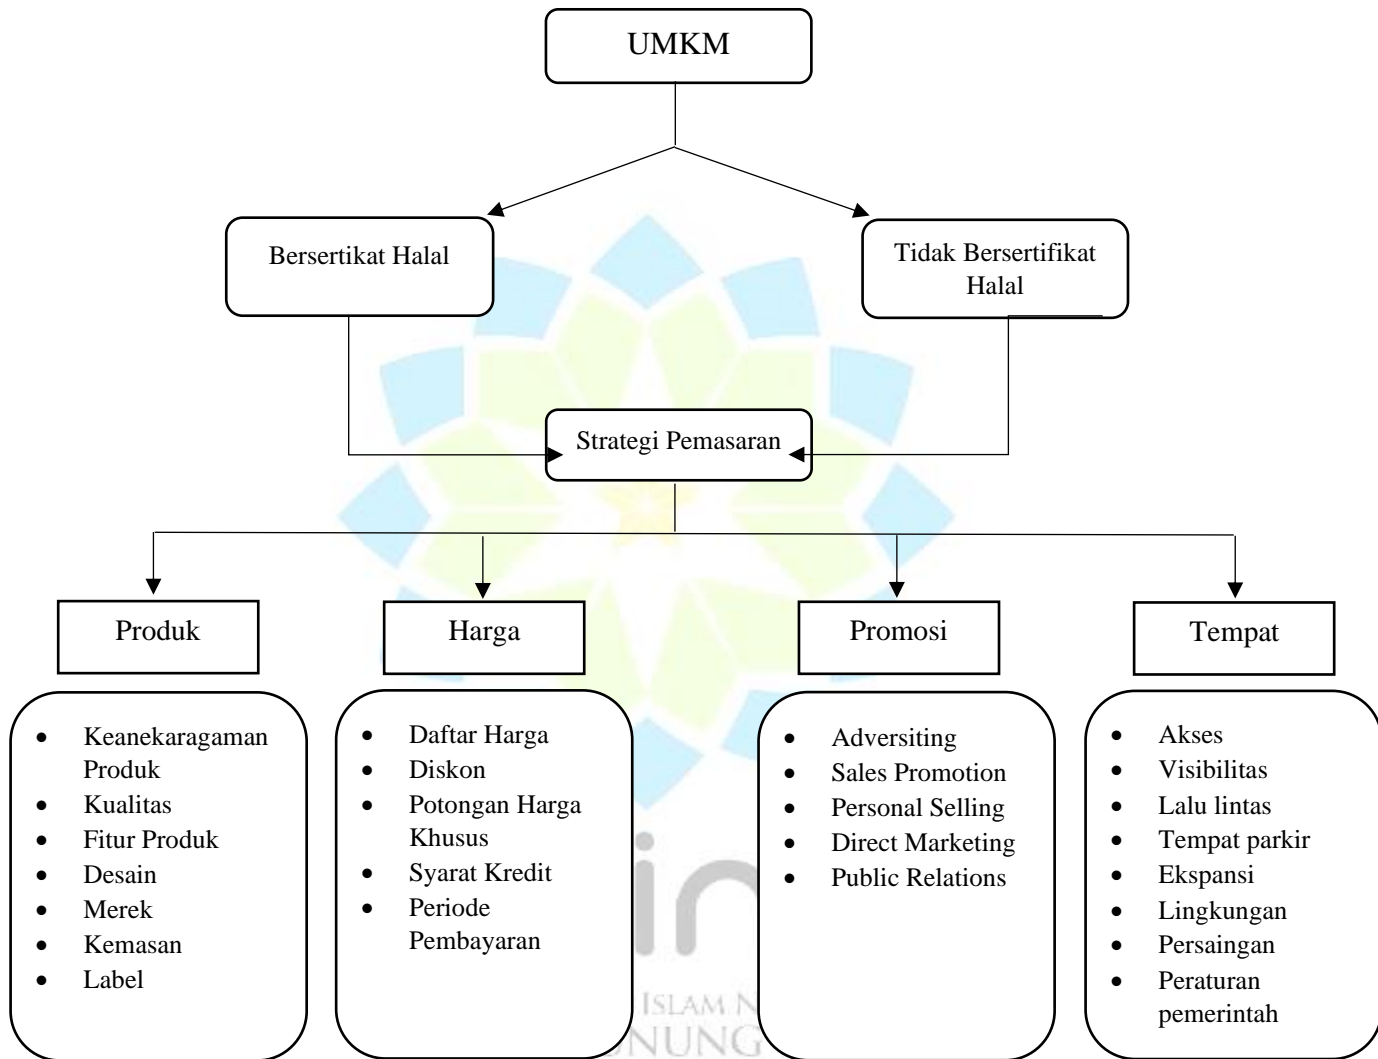 UMKM
Bersertikat Halal
Tidak Bersertifikat
Halal
Strategi Pemasaran
Produk
Harga
Promosi
Tempat
• Keanekaragaman
Produk
• Kualitas
• Fitur Produk
• Desain
• Merek
• Kemasan
• Label
• Daftar Harga
• Diskon
• Potongan Harga
Khusus
• Syarat Kredit
• Periode
Pembayaran
• Adversiting
• Sales Promotion
• Personal Selling
• Direct Marketing
• Public Relations
• Akses
• Visibilitas
• Lalu lintas
• Tempat parkir
• Ekspansi
• Lingkungan
• Persaingan
• Peraturan
pemerintah
ISLAM